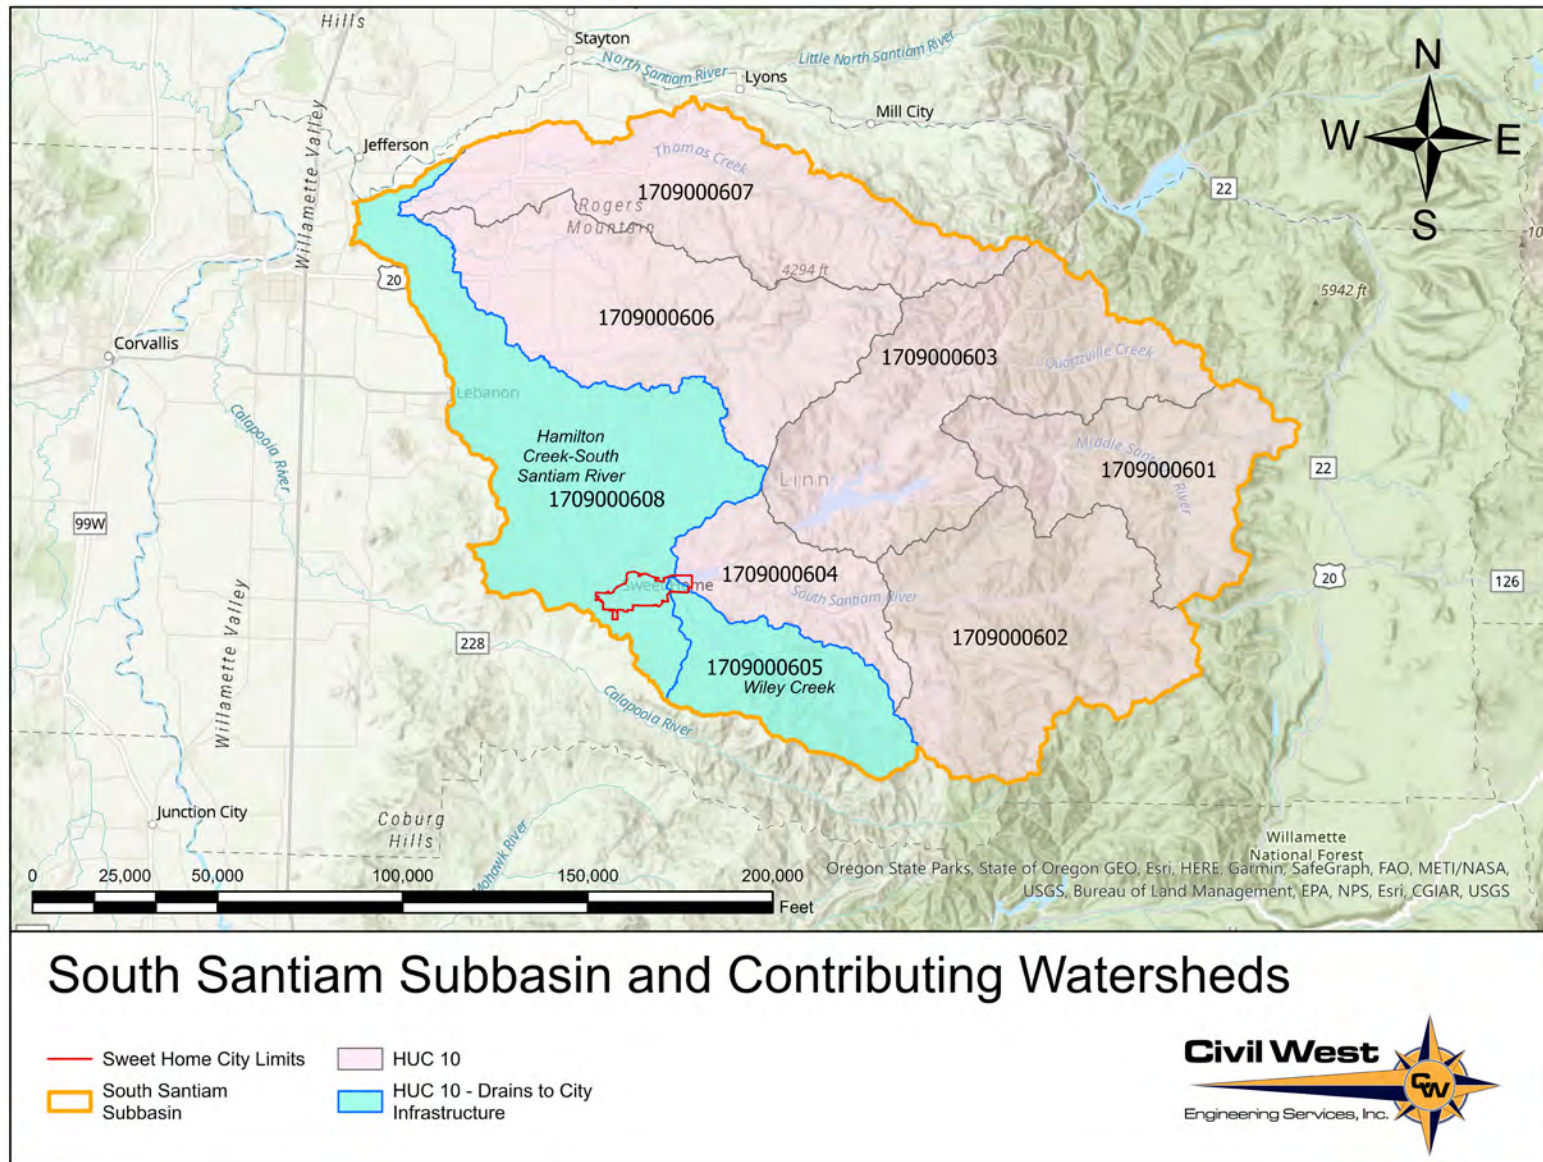 Hills
Stayton
North Santiam River
Little North Santiam River
Lyons
Mill City
Jefferson
Willamette Valley
Thomas Creek
1709000607
Rogers
Mountain
22
N
W
E
S
20
4294 ft
5942 ft
10
1709000606
1709000603
Quartzville Creek
Corvallis
Lebanon
Calapooia River
Hamilton
Creek-South
Santiam River
1709000608
Linn
Middle Santiam River
1709000601
22
99W
1709000604
Sweet Home
South Santiam River
20
126
Willamette Valley
228
1709000602
1709000605
Wiley Creek
Calapooia River
Junction City
Coburg
Hills
Mohawk River
Willamette
National Forest
Oregon State Parks, State of Oregon GEO, Esri, HERE, Garmin, SafeGraph, FAO, METI/NASA,
USGS, Bureau of Land Management, EPA, NPS, Esri, CGIAR, USGS
0 25,000 50,000 100,000 150,000 200,000
Feet
South Santiam Subbasin and Contributing Watersheds
Sweet Home City Limits
South Santiam
Subbasin
HUC 10
HUC 10 - Drains to City
Infrastructure
Civil West
CW
Engineering Services, Inc.